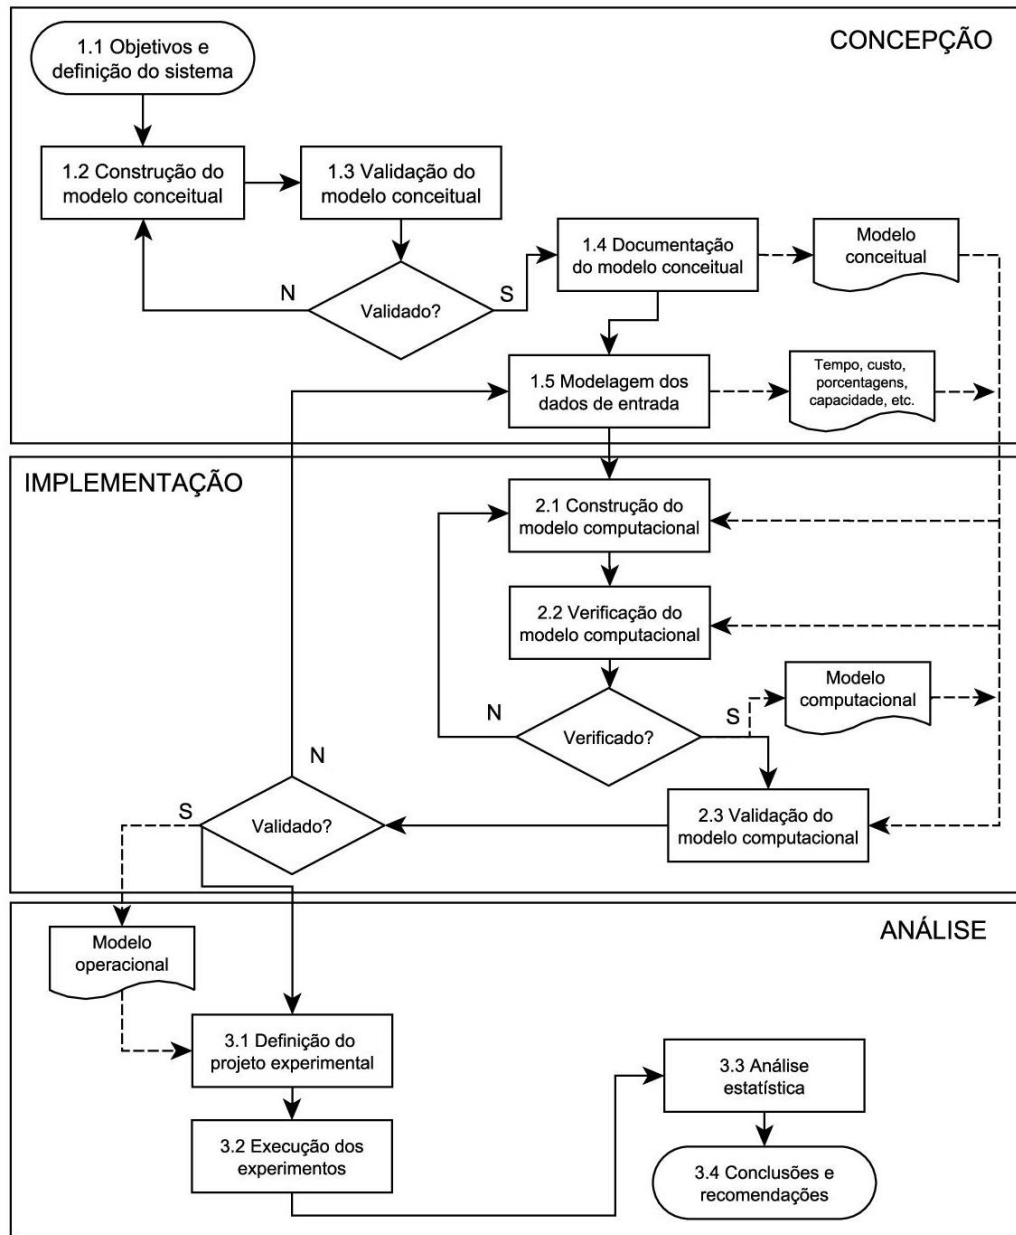 CONCEPÇÃO
1.1 Objetivos e
definição do sistema
1.2 Construção do
modelo conceitual
1.3 Validação do
modelo conceitual
Validado?
N
S
1.4 Documentação
do modelo conceitual
Modelo
conceitual
1.5 Modelagem dos
dados de entrada
Tempo, custo,
porcentagens,
capacidade, etc.
IMPLEMENTAÇÃO
2.1 Construção do
modelo computacional
2.2 Verificação do
modelo computacional
Verificado?
N
S
Modelo
computacional
2.3 Validação do
modelo computacional
Validado?
N
S
ANÁLISE
Modelo
operacional
3.1 Definição do
projeto experimental
3.2 Execução dos
experimentos
3.3 Análise
estatística
3.4 Conclusões e
recomendações